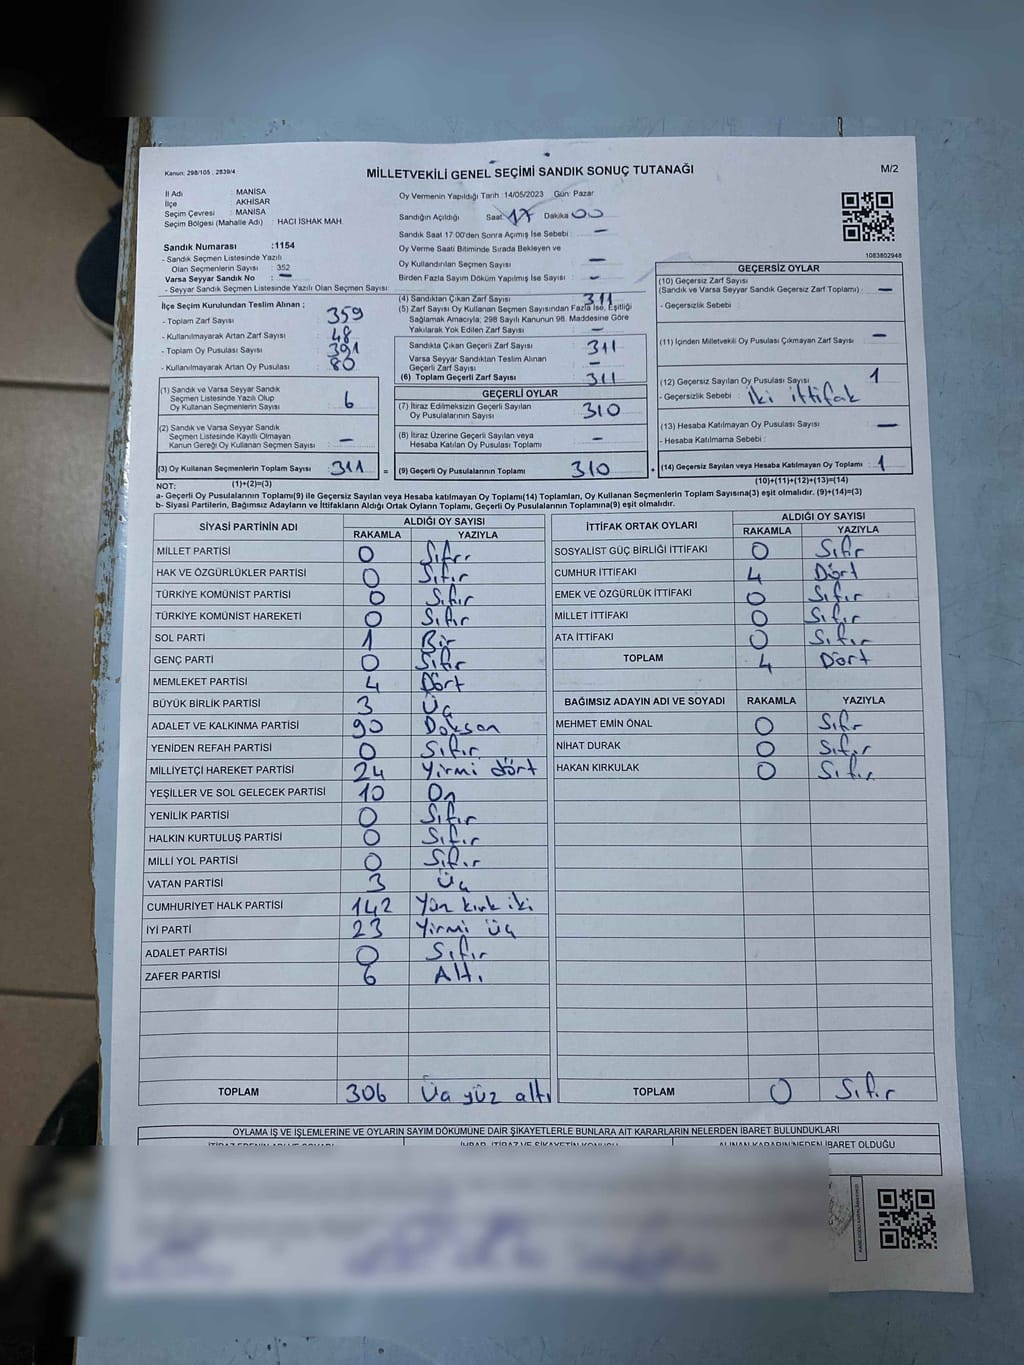 Kanun: 298/105 , 2839/4
MİLLETVEKİLİ GENEL SEÇİMİ SANDIK SONUÇ TUTANAĞI
M/2
İl Adı : MANİSA
İlçe : AKHİSAR
Seçim Çevresi : MANİSA
Seçim Bölgesi (Mahalle Adı) : HACI İSHAK MAH.
Sandık Numarası :1154
- Sandık Seçmen Listesinde Yazılı
Olan Seçmenlerin Sayısı : 352
Varsa Seyyar Sandık No : -
- Seyyar Sandık Seçmen Listesinde Yazılı Olan Seçmen Sayısı :
Oy Vermenin Yapıldığı Tarih : 14/05/2023 Gün: Pazar
Sandığın Açıldığı Saat 17 Dakika 00
Sandık Saat 17:00'den Sonra Açımış İse Sebebi : -
Oy Verme Saati Bitiminde Sırada Bekleyen ve
Oy Kullandırılan Seçmen Sayısı -
Birden Fazla Sayım Döküm Yapılmış İse Sayısı : -
1083802948
İlçe Seçim Kurulundan Teslim Alınan ;
- Toplam Zarf Sayısı 359
- Kullanılmayarak Artan Zarf Sayısı 48
- Toplam Oy Pusulası Sayısı 391
- Kullanılmayarak Artan Oy Pusulası 80
(1) Sandık ve Varsa Seyyar Sandık
Seçmen Listesinde Yazılı Olup
Oy Kullanan Seçmenlerin Sayısı 6
(2) Sandık ve Varsa Seyyar Sandık
Seçmen Listesinde Kayıtlı Olmayan
Kanun Gereği Oy Kullanan Seçmen Sayısı -
(3) Oy Kullanan Seçmenlerin Toplam Sayısı 311 =
(4) Sandıktan Çıkan Zarf Sayısı 311
(5) Zarf Sayısı Oy Kullanan Seçmen Sayısından Fazla İse, Eşitliği
Sağlamak Amacıyla; 298 Sayılı Kanunun 98. Maddesine Göre
Yakılarak Yok Edilen Zarf Sayısı -
Sandıkta Çıkan Geçerli Zarf Sayısı 311
Varsa Seyyar Sandıktan Teslim Alınan
Geçerli Zarf Sayısı -
(6) Toplam Geçerli Zarf Sayısı 311
GEÇERLİ OYLAR
(7) İtiraz Edilmeksizin Geçerli Sayılan
Oy Pusulalarının Sayısı 310
(8) İtiraz Üzerine Geçerli Sayılan veya
Hesaba Katılan Oy Pusulası Toplamı -
(9) Geçerli Oy Pusulalarının Toplamı 310 +
GEÇERSİZ OYLAR
(10) Geçersiz Zarf Sayısı
(Sandık ve Varsa Seyyar Sandık Geçersiz Zarf Toplamı) : -
- Geçersizlik Sebebi :
(11) İçinden Milletvekili Oy Pusulası Çıkmayan Zarf Sayısı -
(12) Geçersiz Sayılan Oy Pusulası Sayısı 1
- Geçersizlik Sebebi : iki ittifak
(13) Hesaba Katılmayan Oy Pusulası Sayısı -
- Hesaba Katılmama Sebebi :
(14) Geçersiz Sayılan veya Hesaba Katılmayan Oy Toplamı 1
NOT: (1)+(2)=(3) (10)+(11)+(12)+(13)=(14)
a- Geçerli Oy Pusulalarının Toplamı(9) ile Geçersiz Sayılan veya Hesaba katılmayan Oy Toplamı(14) Toplamları, Oy Kullanan Seçmenlerin Toplam Sayısına(3) eşit olmalıdır. (9)+(14)=(3)
b- Siyasi Partilerin, Bağımsız Adayların ve İttifakların Aldığı Ortak Oyların Toplamı, Geçerli Oy Pusulalarının Toplamına(9) eşit olmalıdır.
SİYASİ PARTİNİN ADI ALDIĞI OY SAYISI
RAKAMLA YAZIYLA
MİLLET PARTİSİ 0 Sıfır
HAK VE ÖZGÜRLÜKLER PARTİSİ 0 Sıfır
TÜRKİYE KOMÜNİST PARTİSİ 0 Sıfır
TÜRKİYE KOMÜNİST HAREKETİ 0 Sıfır
SOL PARTİ 1 Bir
GENÇ PARTİ 0 Sıfır
MEMLEKET PARTİSİ 4 Dört
BÜYÜK BİRLİK PARTİSİ 3 Üç
ADALET VE KALKINMA PARTİSİ 90 Doksan
YENİDEN REFAH PARTİSİ 0 Sıfır
MİLLİYETÇİ HAREKET PARTİSİ 24 Yirmi dört
YEŞİLLER VE SOL GELECEK PARTİSİ 10 On
YENİLİK PARTİSİ 0 Sıfır
HALKIN KURTULUŞ PARTİSİ 0 Sıfır
MİLLİ YOL PARTİSİ 0 Sıfır
VATAN PARTİSİ 3 Üç
CUMHURİYET HALK PARTİSİ 142 Yüz kırk iki
İYİ PARTİ 23 Yirmi üç
ADALET PARTİSİ 0 Sıfır
ZAFER PARTİSİ 6 Altı
TOPLAM 306 Üç yüz altı
İTTİFAK ORTAK OYLARI ALDIĞI OY SAYISI
RAKAMLA YAZIYLA
SOSYALİST GÜÇ BİRLİĞİ İTTİFAKI 0 Sıfır
CUMHUR İTTİFAKI 4 Dört
EMEK VE ÖZGÜRLÜK İTTİFAKI 0 Sıfır
MİLLET İTTİFAKI 0 Sıfır
ATA İTTİFAKI 0 Sıfır
TOPLAM 4 Dört
BAĞIMSIZ ADAYIN ADI VE SOYADI RAKAMLA YAZIYLA
MEHMET EMİN ÖNAL 0 Sıfır
NİHAT DURAK 0 Sıfır
HAKAN KIRKULAK 0 Sıfır
TOPLAM 0 Sıfır
OYLAMA İŞ VE İŞLEMLERİNE VE OYLARIN SAYIM DÖKÜMÜNE DAİR ŞİKAYETLERLE BUNLARA AİT KARARLARIN NELERDEN İBARET BULUNDUKLARI
ALINAN KARARIN NEDEN İBARET OLDUĞU